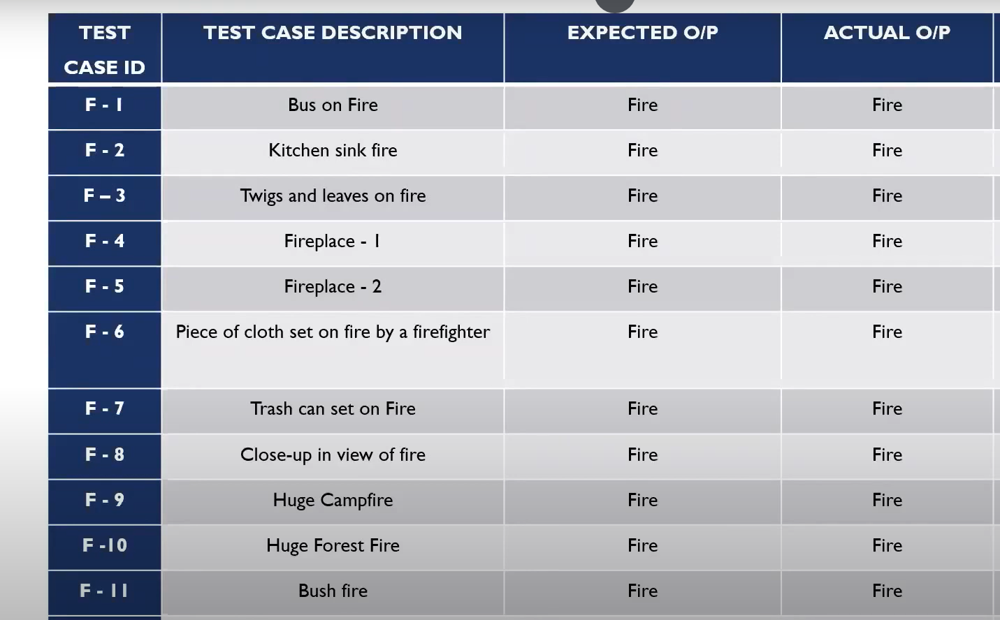 TEST CASE ID TEST CASE DESCRIPTION EXPECTED O/P ACTUAL O/P
F - 1 Bus on Fire Fire Fire
F - 2 Kitchen sink fire Fire Fire
F – 3 Twigs and leaves on fire Fire Fire
F - 4 Fireplace - 1 Fire Fire
F - 5 Fireplace - 2 Fire Fire
F - 6 Piece of cloth set on fire by a firefighter Fire Fire
F - 7 Trash can set on Fire Fire Fire
F - 8 Close-up in view of fire Fire Fire
F - 9 Huge Campfire Fire Fire
F -10 Huge Forest Fire Fire Fire
F - 11 Bush fire Fire Fire